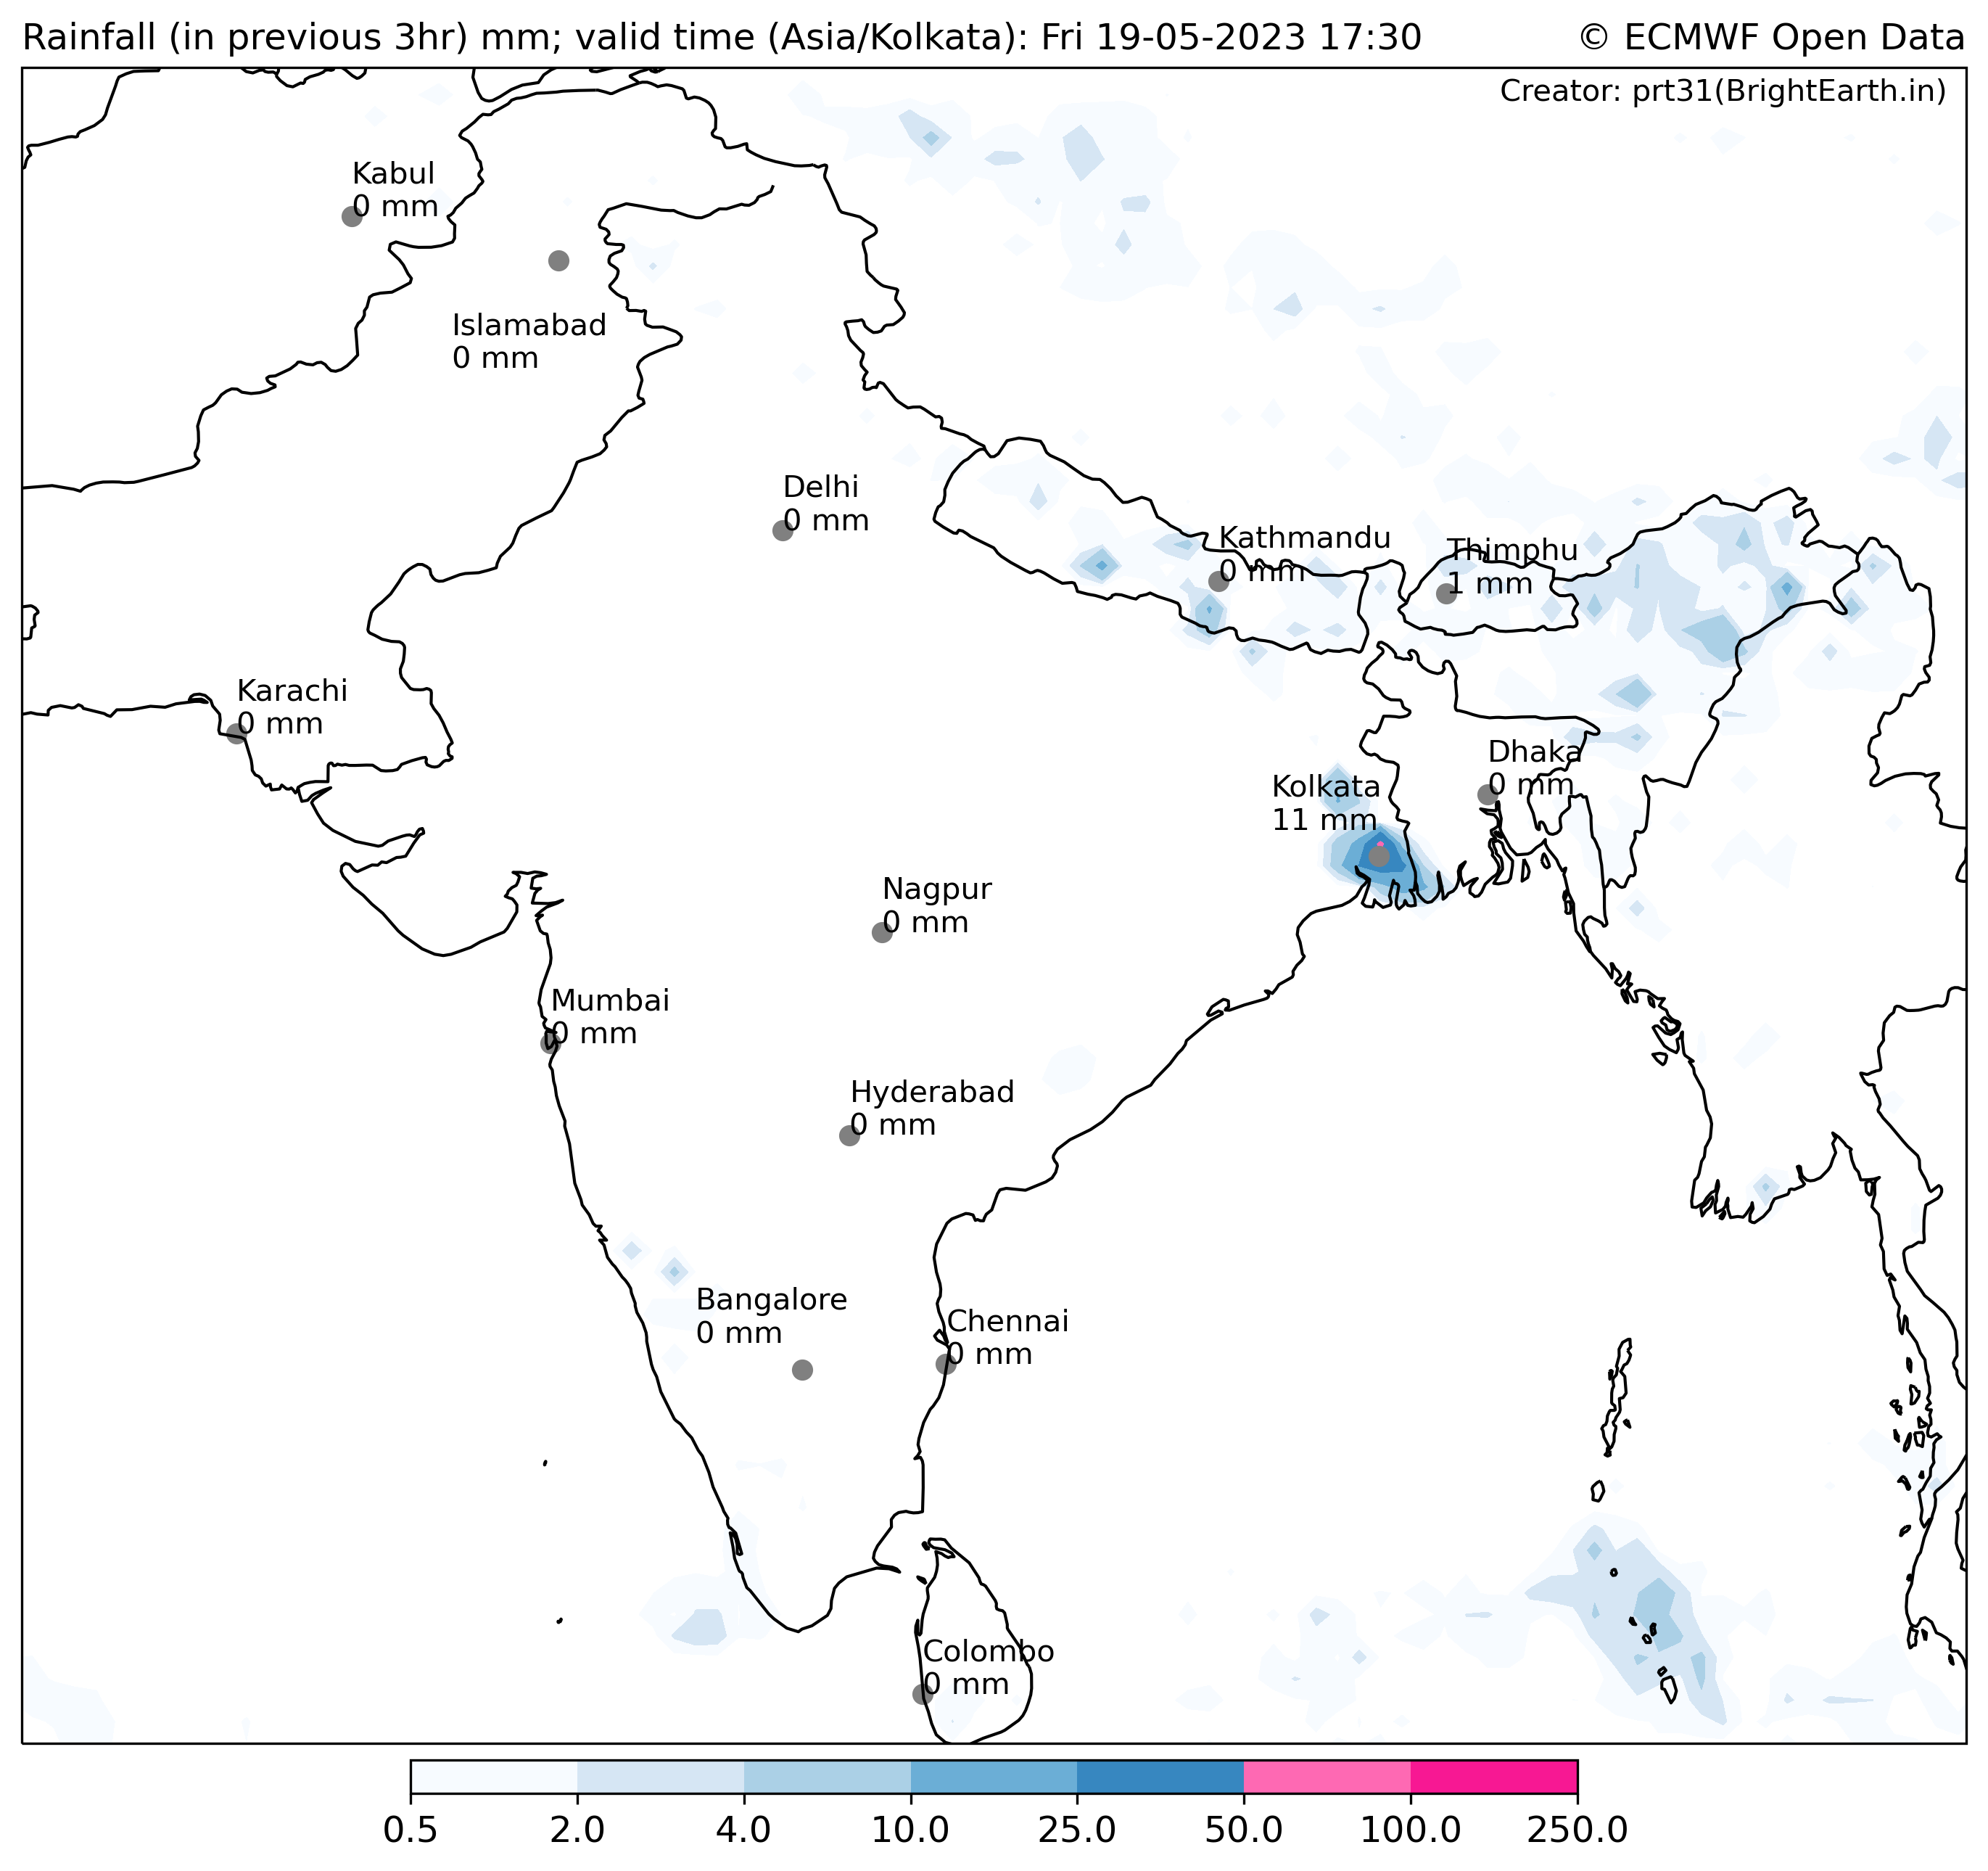 Rainfall (in previous 3hr) mm; valid time (Asia/Kolkata): Fri 19-05-2023 17:30
© ECMWF Open Data
Creator: prt31(BrightEarth.in)
Kabul
0 mm
Islamabad
0 mm
Delhi
0 mm
Kathmandu
0 mm
Thimphu
1 mm
Karachi
0 mm
Dhaka
0 mm
Kolkata
11 mm
Nagpur
0 mm
Mumbai
0 mm
Hyderabad
0 mm
Bangalore
0 mm
Chennai
0 mm
Colombo
0 mm
0.5 2.0 4.0 10.0 25.0 50.0 100.0 250.0